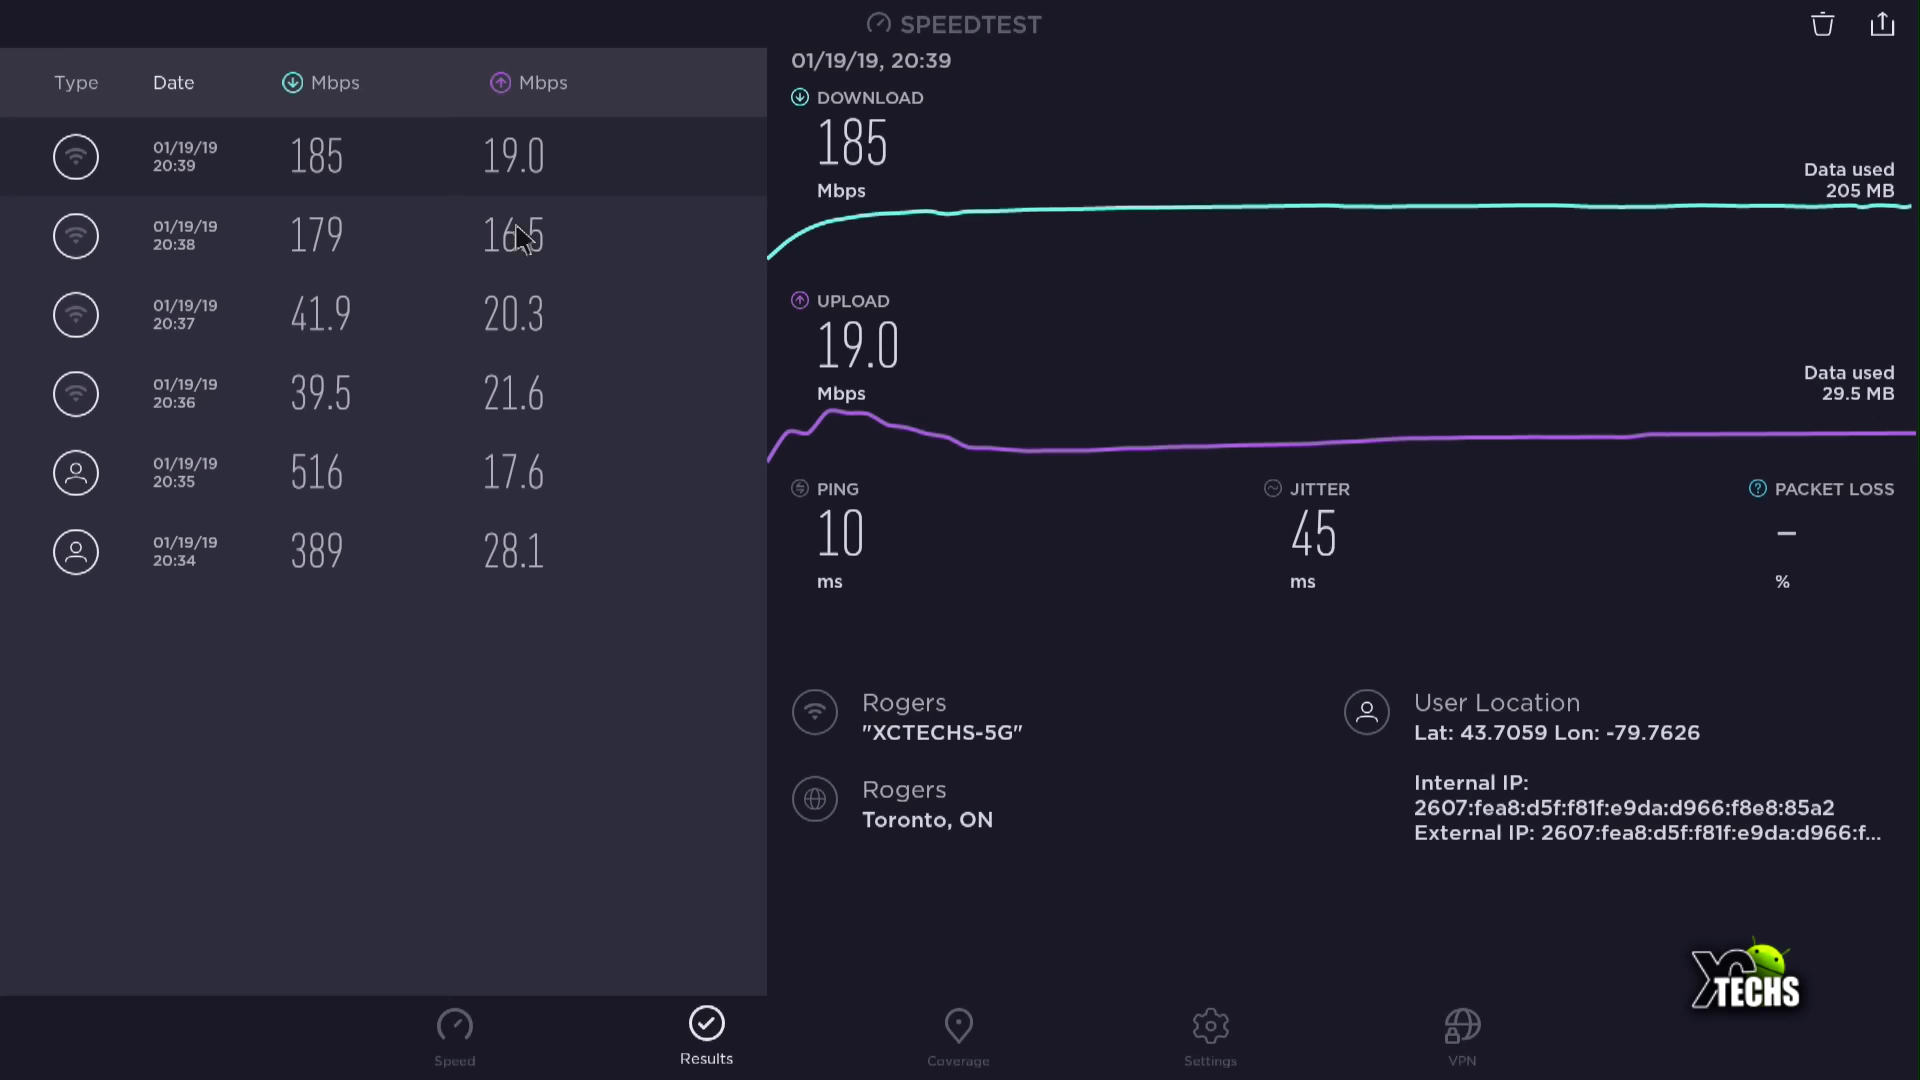 SPEEDTEST
Type Date Mbps Mbps
01/19/19
20:39
185 19.0
01/19/19
20:38
179 16.5
01/19/19
20:37
41.9 20.3
01/19/19
20:36
39.5 21.6
01/19/19
20:35
516 17.6
01/19/19
20:34
389 28.1
01/19/19, 20:39
DOWNLOAD
185
Mbps
Data used
205 MB
UPLOAD
19.0
Mbps
Data used
29.5 MB
PING
10
ms
JITTER
45
ms
? PACKET LOSS
–
%
Rogers
"XCTECHS-5G"
Rogers
Toronto, ON
User Location
Lat: 43.7059 Lon: -79.7626
Internal IP:
2607:fea8:d5f:f81f:e9da:d966:f8e8:85a2
External IP: 2607:fea8:d5f:f81f:e9da:d966:f...
XCTECHS
Speed
Results
Coverage
Settings
VPN